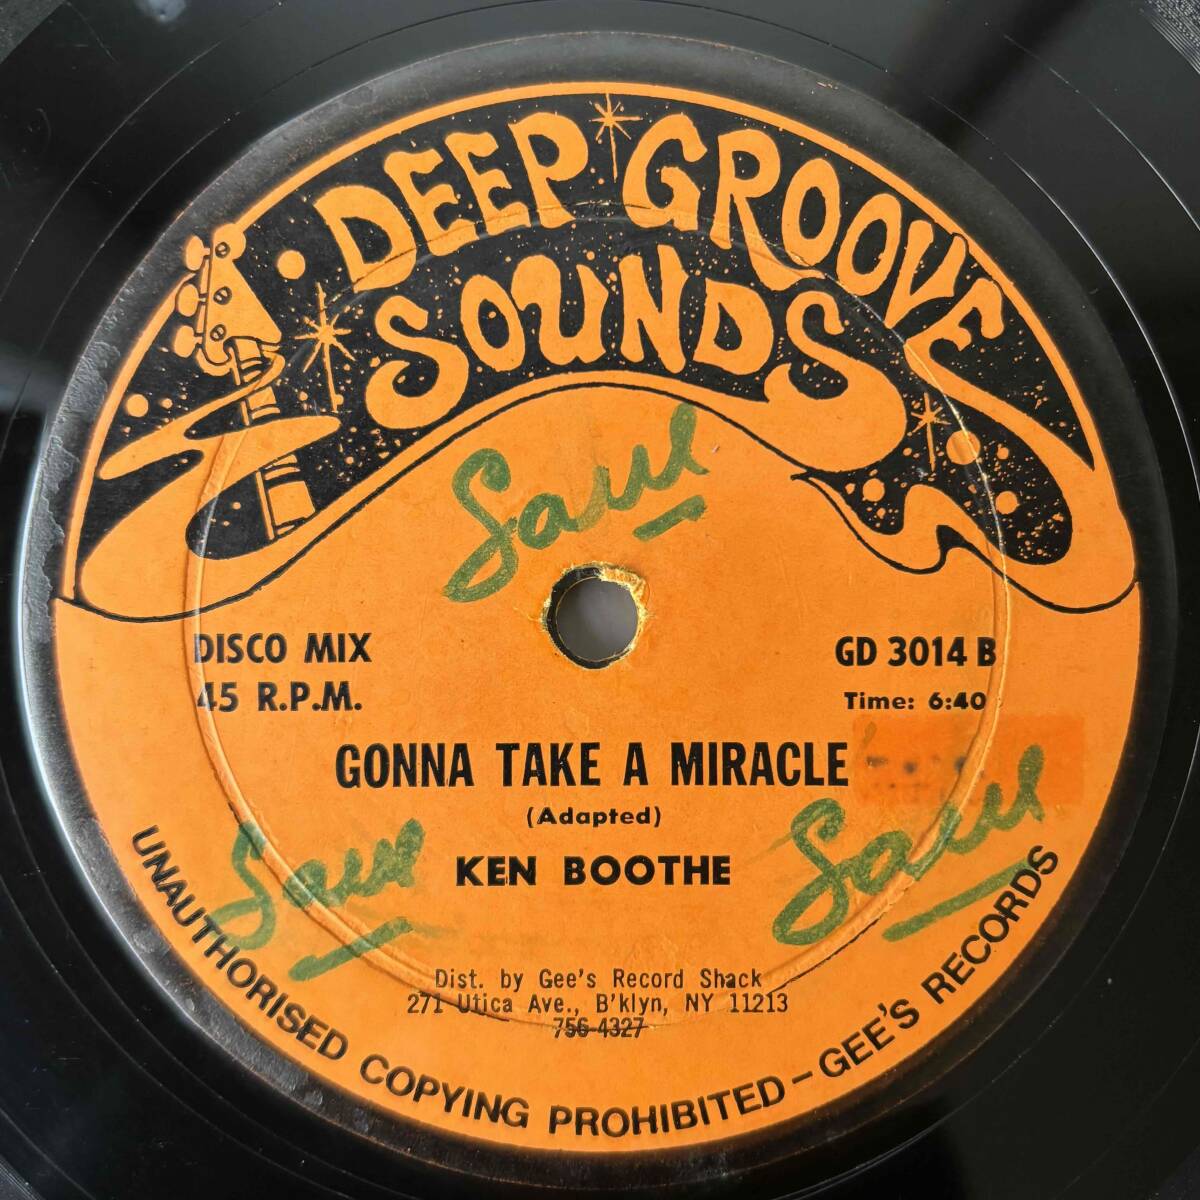 DEEP GROOVE
SOUNDS
Saul
DISCO MIX
45 R.P.M.
GD 3014 B
Time: 6:40
GONNA TAKE A MIRACLE
(Adapted)
KEN BOOTHE
Saul
Saul
Dist. by Gee's Record Shack
271 Utica Ave., B'klyn, NY 11213
756-4327
UNAUTHORISED COPYING PROHIBITED – GEE'S RECORDS